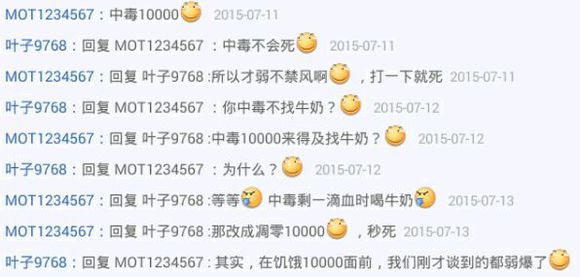 MOT1234567：中毒10000 2015-07-11
叶子9768：回复 MOT1234567 ：中毒不会死 2015-07-11
MOT1234567：回复 叶子9768 :所以才弱不禁风啊 ，打一下就死 2015-07-11
叶子9768：回复 MOT1234567 ：你中毒不找牛奶？ 2015-07-12
MOT1234567：回复 叶子9768 :中毒10000来得及找牛奶？ 2015-07-12
叶子9768：回复 MOT1234567 ：为什么？ 2015-07-12
MOT1234567：回复 叶子9768 :等等 中毒剩一滴血时喝牛奶 2015-07-13
MOT1234567：回复 叶子9768 :那改成凋零10000 ，秒死 2015-07-13
叶子9768：回复 MOT1234567 ：其实，在饥饿10000面前，我们刚才谈到的都弱爆了